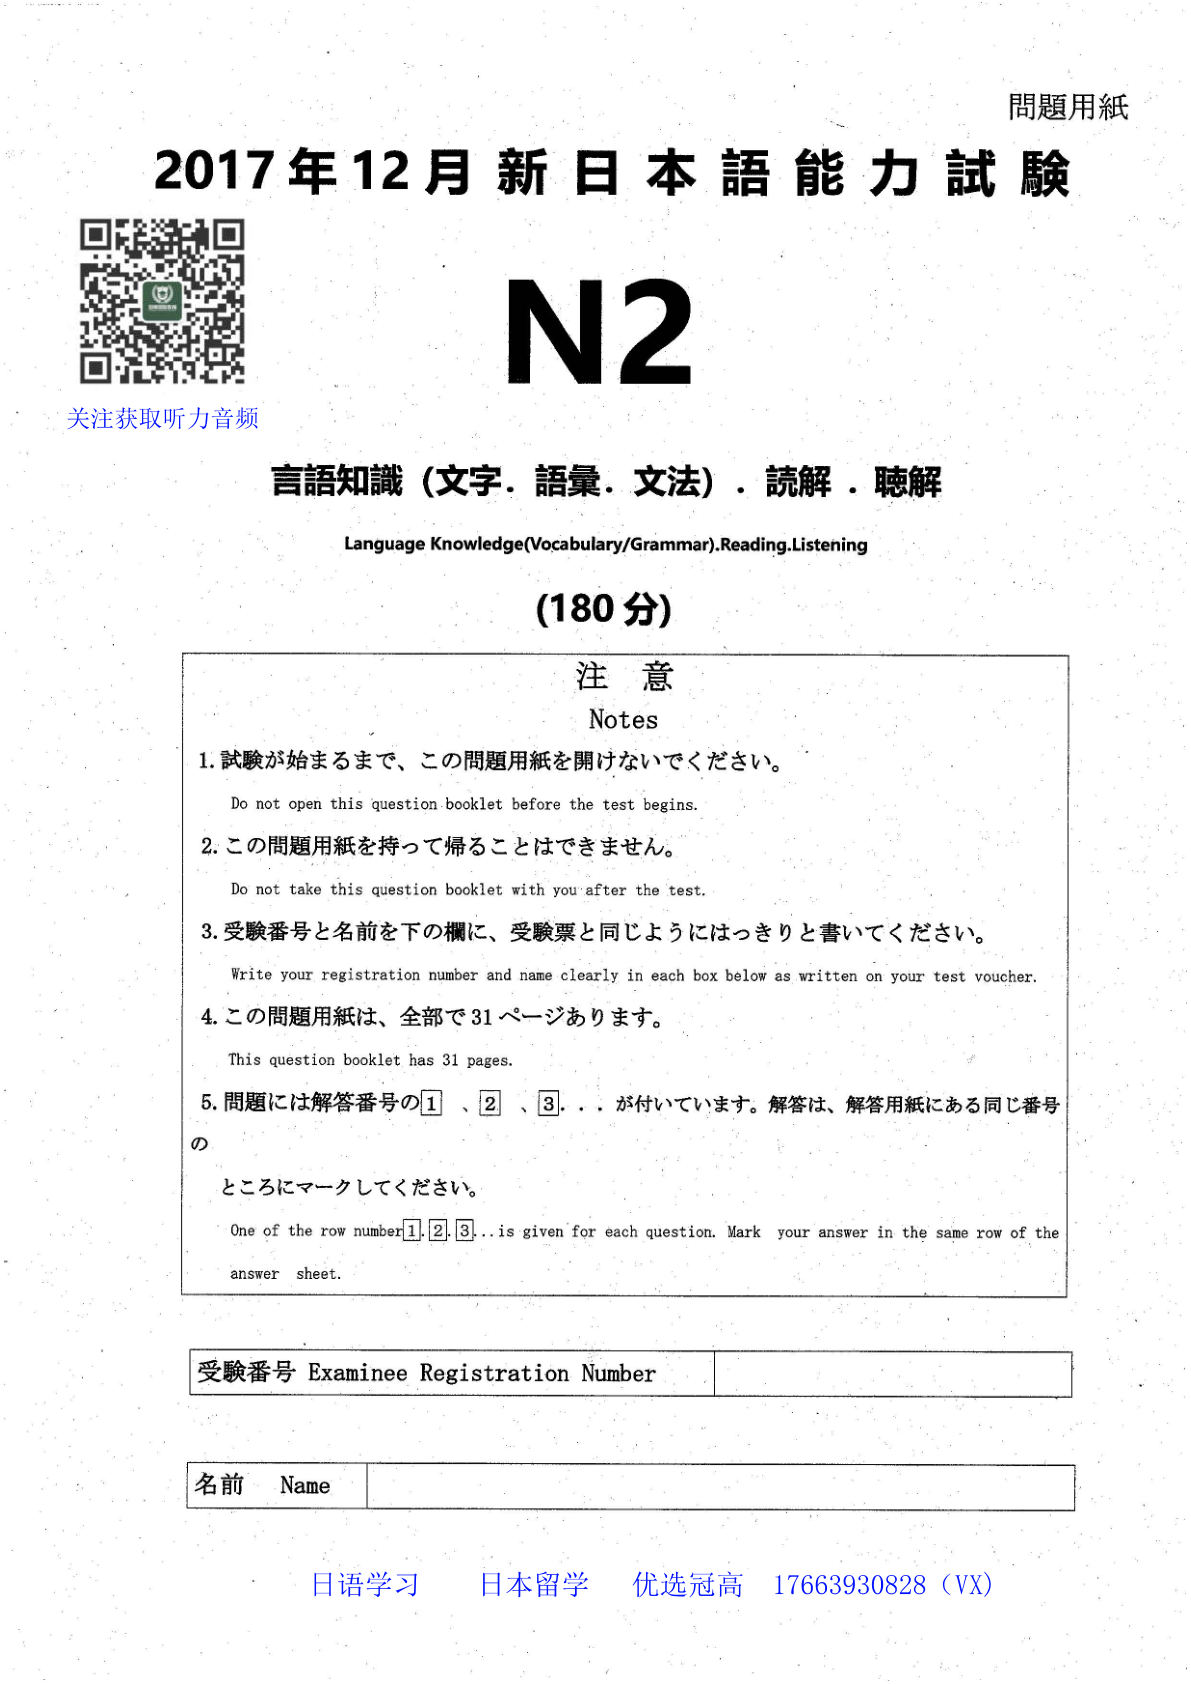 問題用紙
2017年12月新日本語能力試験
N2
关注获取听力音频
言語知識（文字．語彙．文法）．読解．聴解
Language Knowledge(Vocabulary/Grammar).Reading.Listening
(180分)
注　意
Notes
1.試験が始まるまで、この問題用紙を開けないでください。
Do not open this question booklet before the test begins.
2.この問題用紙を持って帰ることはできません。
Do not take this question booklet with you after the test.
3.受験番号と名前を下の欄に、受験票と同じようにはっきりと書いてください。
Write your registration number and name clearly in each box below as written on your test voucher.
4.この問題用紙は、全部で31ページあります。
This question booklet has 31 pages.
5.問題には解答番号の1、2、3...が付いています。解答は、解答用紙にある同じ番号
の
ところにマークしてください。
One of the row number1.2.3...is given for each question. Mark your answer in the same row of the
answer sheet.
受験番号 Examinee Registration Number
名前 Name
日语学习 日本留学 优选冠高 17663930828（VX)